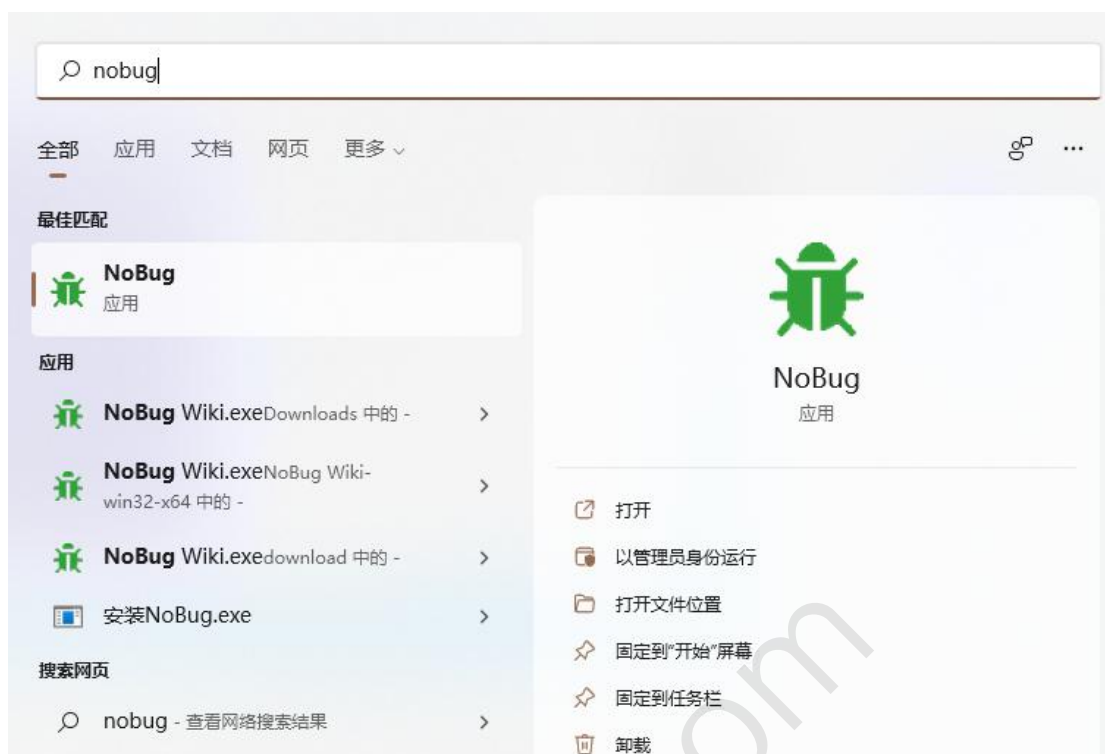 nobug
全部 应用 文档 网页 更多
最佳匹配
NoBug
应用
应用
NoBug Wiki.exeDownloads 中的 -
NoBug Wiki.exeNoBug Wiki-
win32-x64 中的 -
NoBug Wiki.exedownload 中的 -
安装NoBug.exe
搜索网页
nobug - 查看网络搜索结果
NoBug
应用
打开
以管理员身份运行
打开文件位置
固定到"开始"屏幕
固定到任务栏
卸载
om